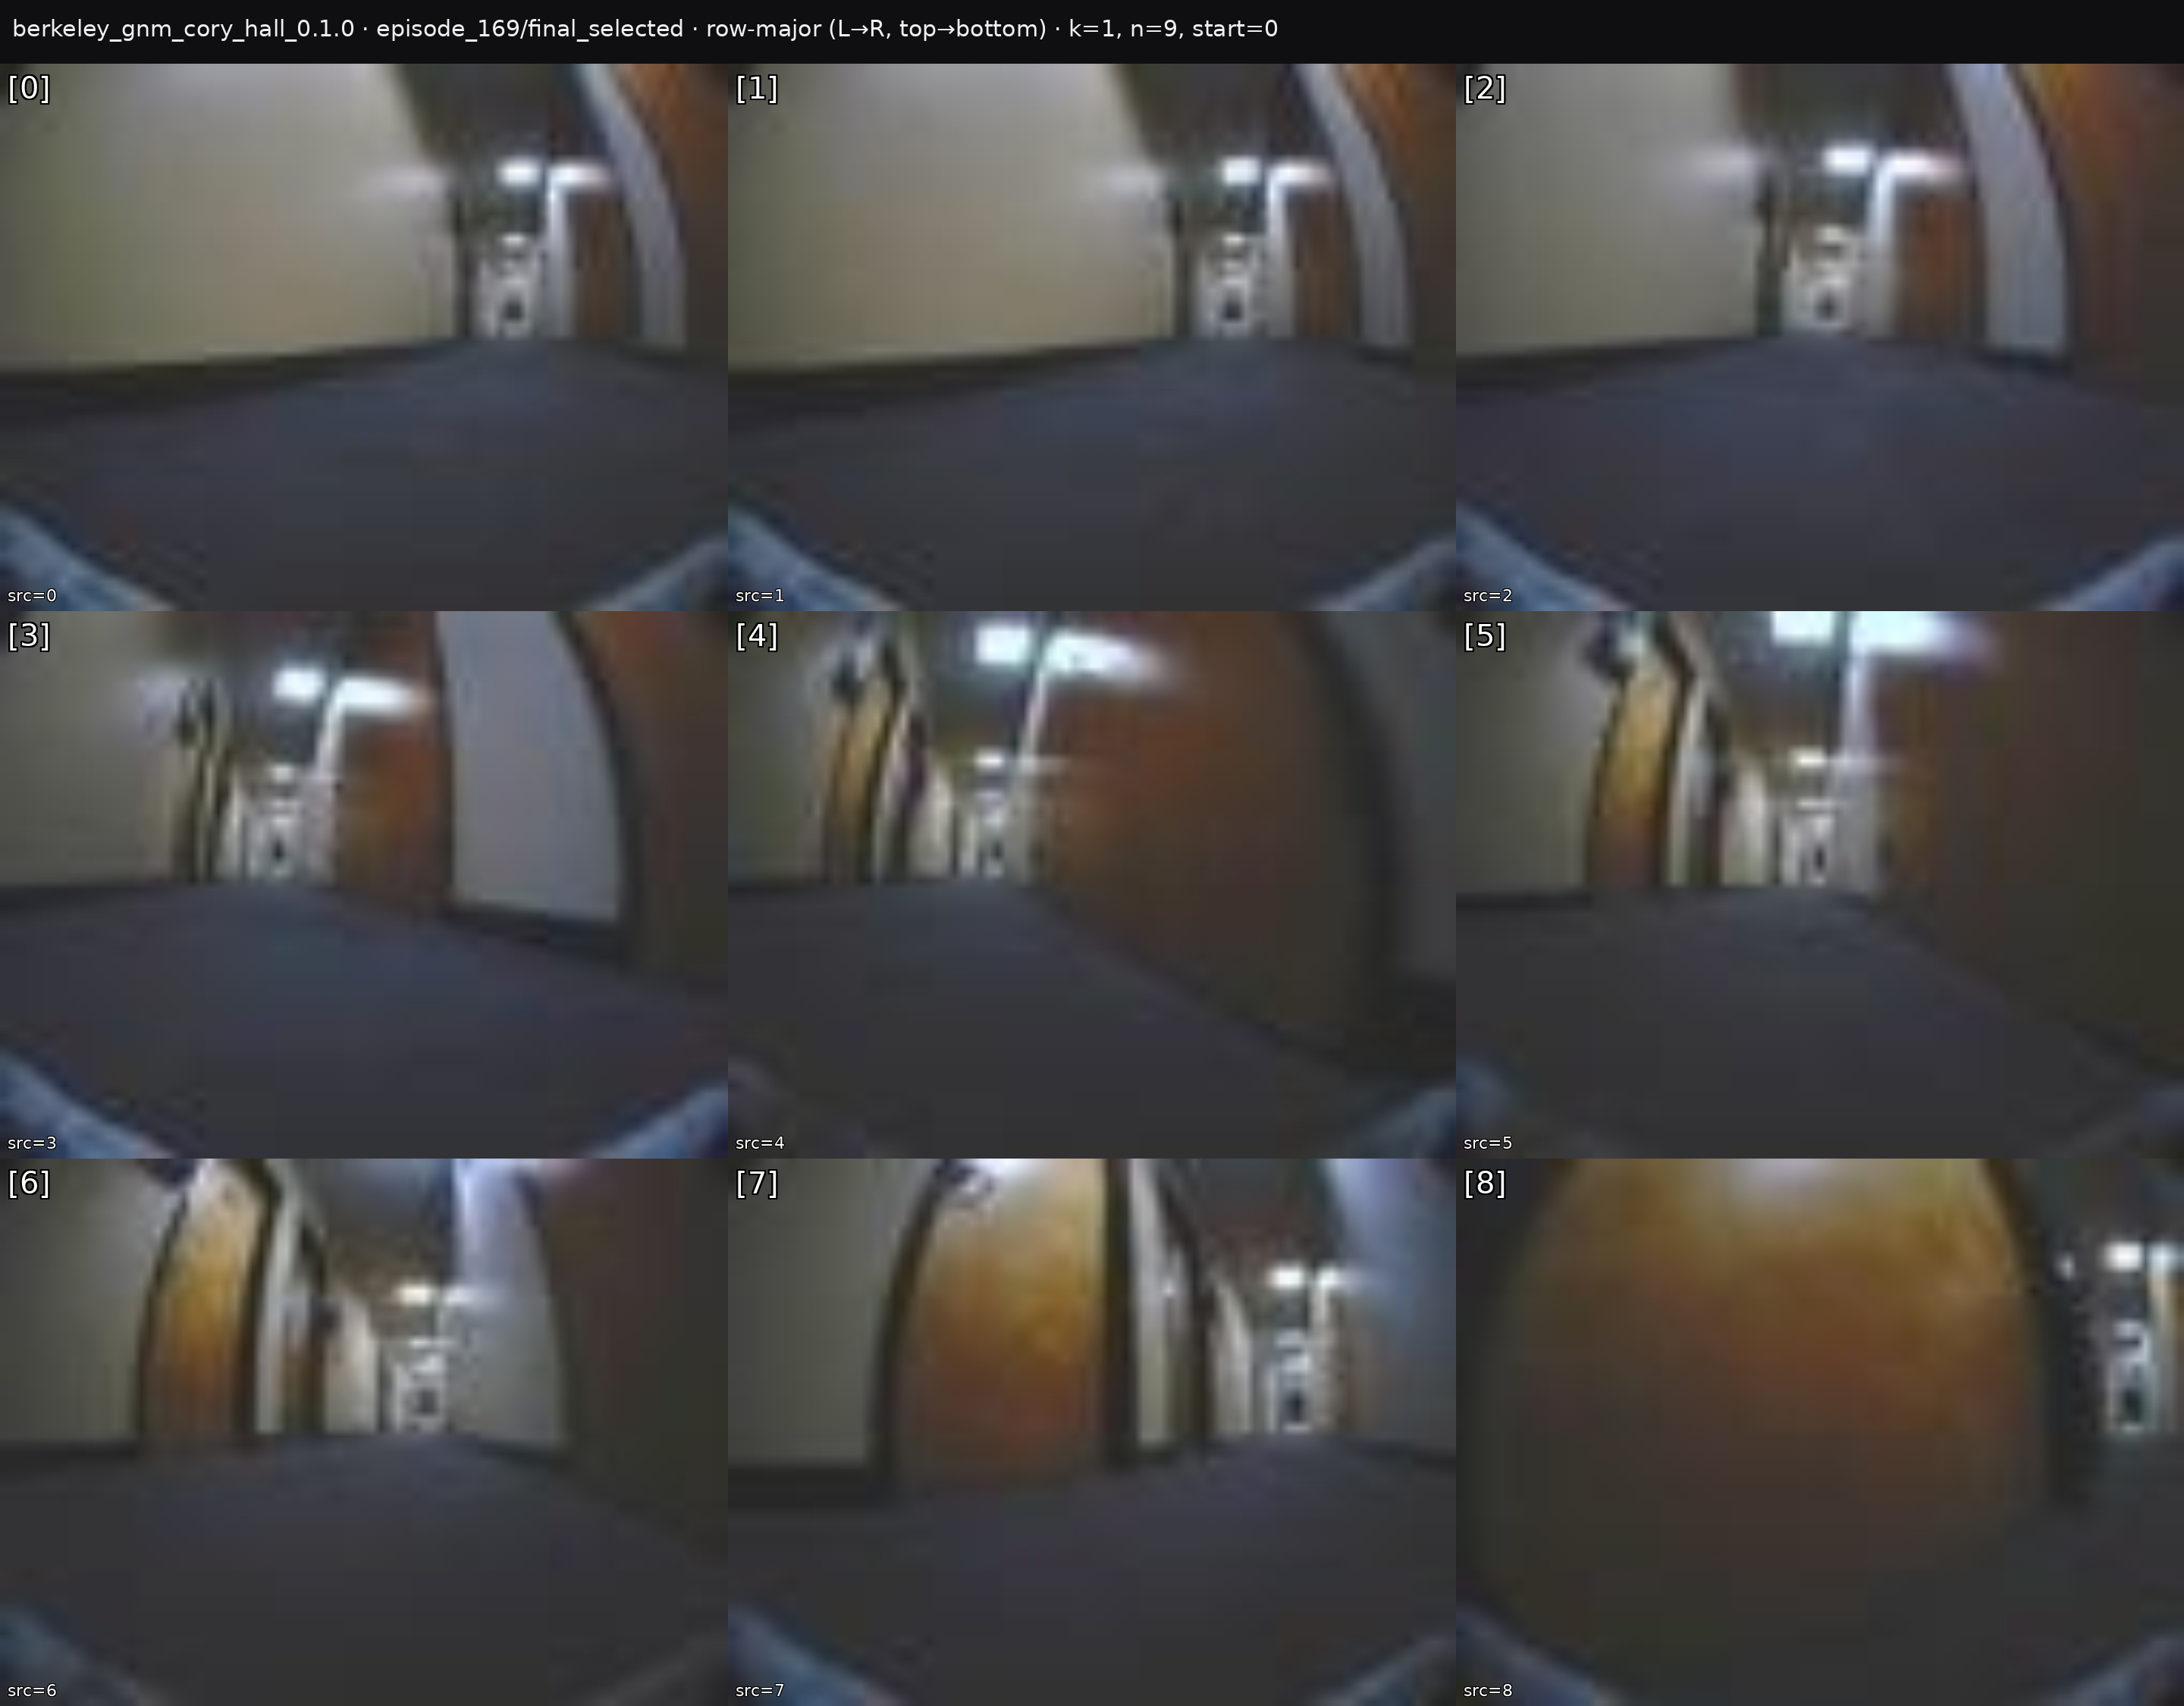 berkeley_gnm_cory_hall_0.1.0 · episode_169/final_selected · row-major (L→R, top→bottom) · k=1, n=9, start=0
[0]
[1]
[2]
src=0
src=1
src=2
[3]
[4]
[5]
src=3
src=4
src=5
[6]
[7]
[8]
src=6
src=7
src=8